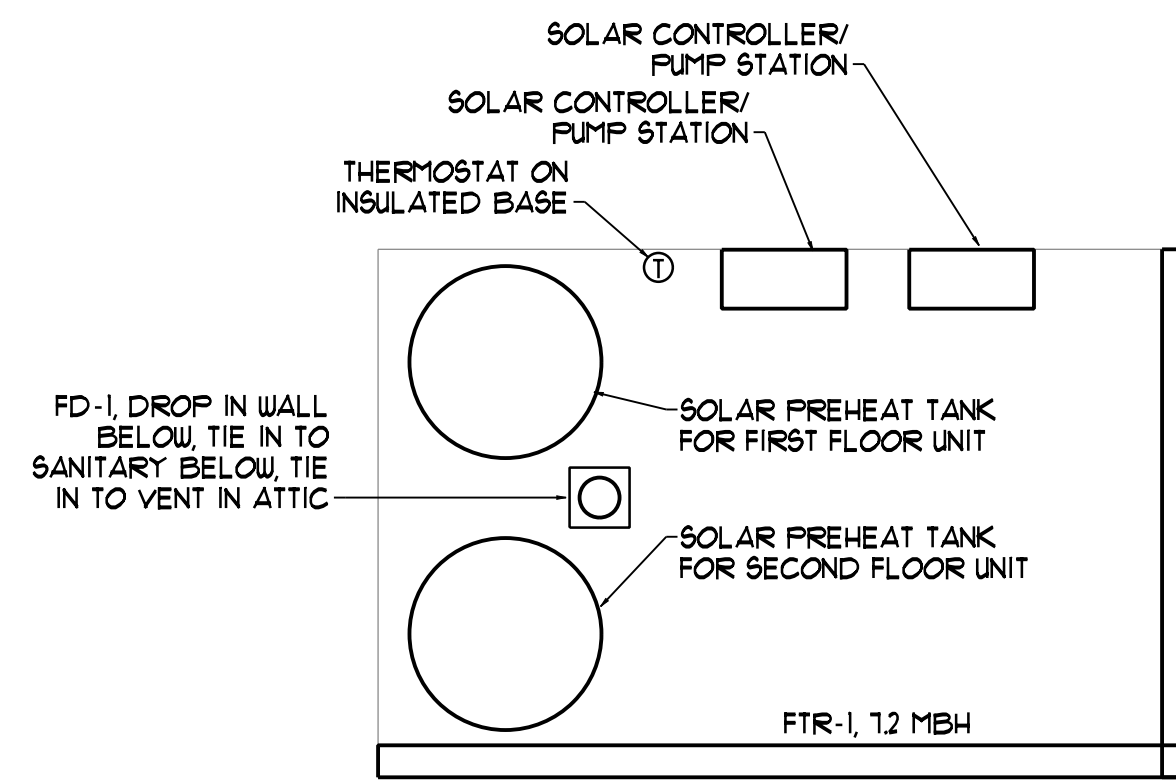 SOLAR CONTROLLER/
PUMP STATION
SOLAR CONTROLLER/
PUMP STATION
THERMOSTAT ON
INSULATED BASE
T
FD-1, DROP IN WALL
BELOW, TIE IN TO
SANITARY BELOW, TIE
IN TO VENT IN ATTIC
SOLAR PREHEAT TANK
FOR FIRST FLOOR UNIT
SOLAR PREHEAT TANK
FOR SECOND FLOOR UNIT
FTR-1, 7.2 MBH